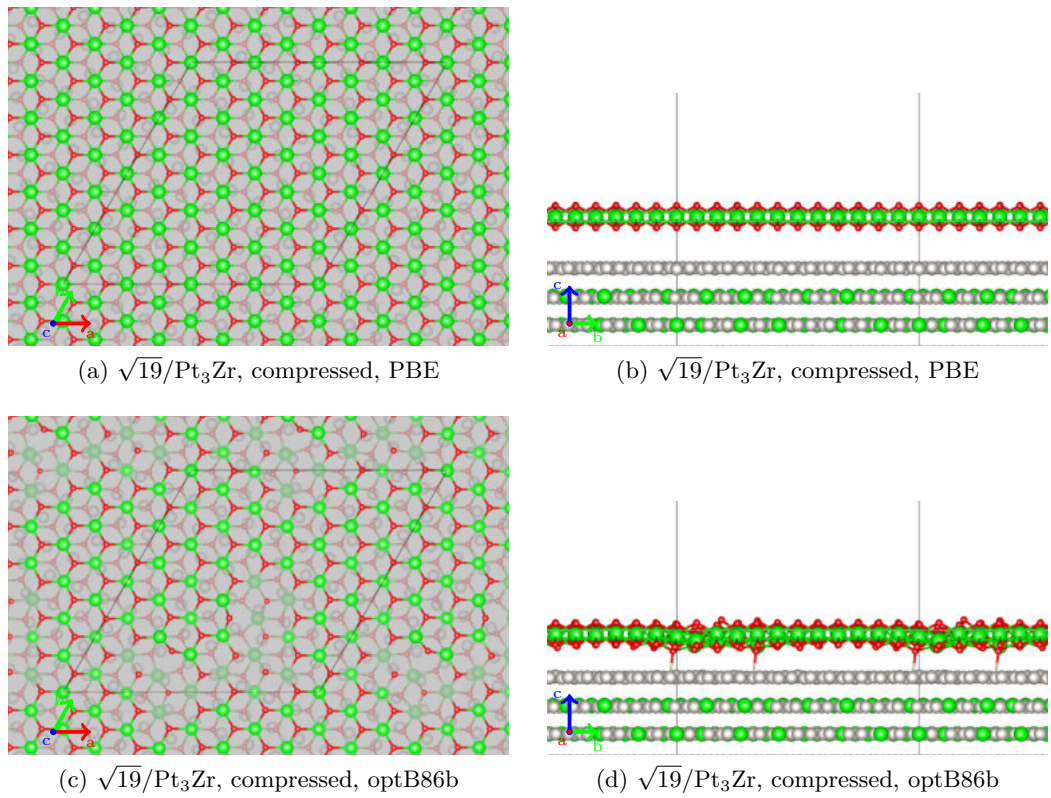 c
a
(a) √19/Pt₃Zr, compressed, PBE
c
a
b
(b) √19/Pt₃Zr, compressed, PBE
c
a
(c) √19/Pt₃Zr, compressed, optB86b
c
a
b
(d) √19/Pt₃Zr, compressed, optB86b